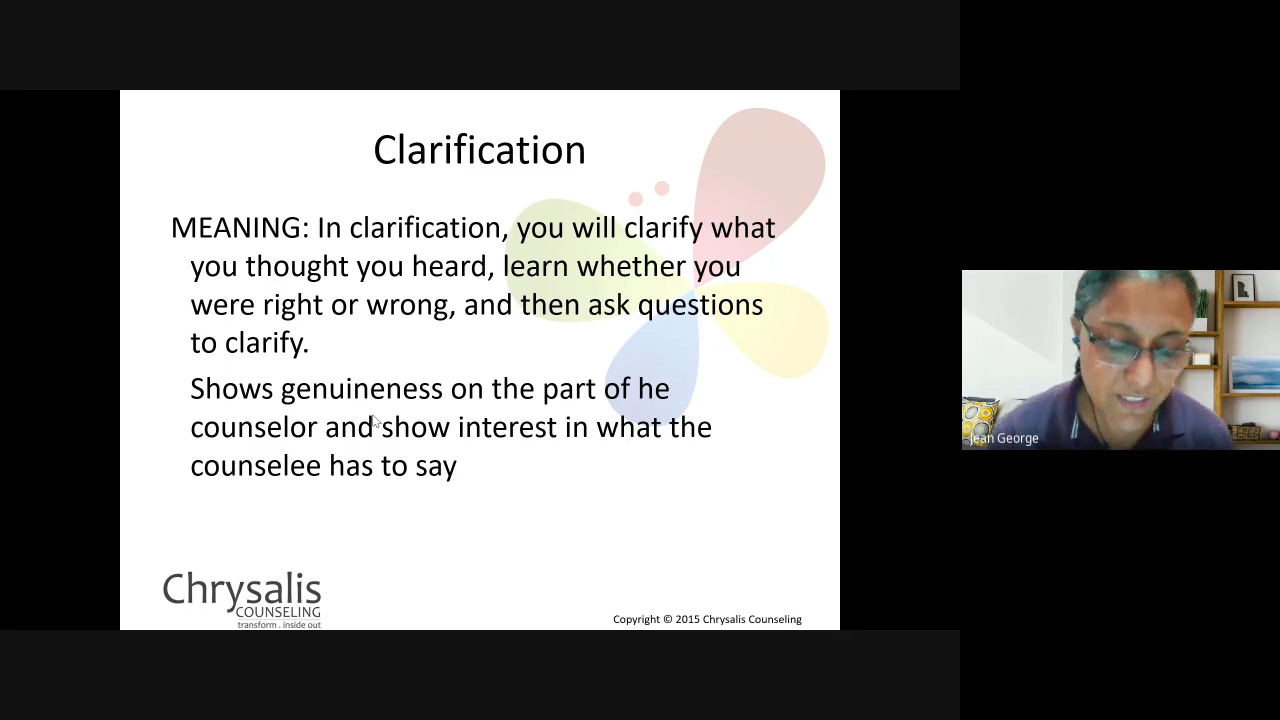 Clarification
MEANING: In clarification, you will clarify what
you thought you heard, learn whether you
were right or wrong, and then ask questions
to clarify.
Shows genuineness on the part of he
counselor and show interest in what the
counselee has to say
Chrysalis
COUNSELING
transform . inside out
Copyright © 2015 Chrysalis Counseling
Jean George